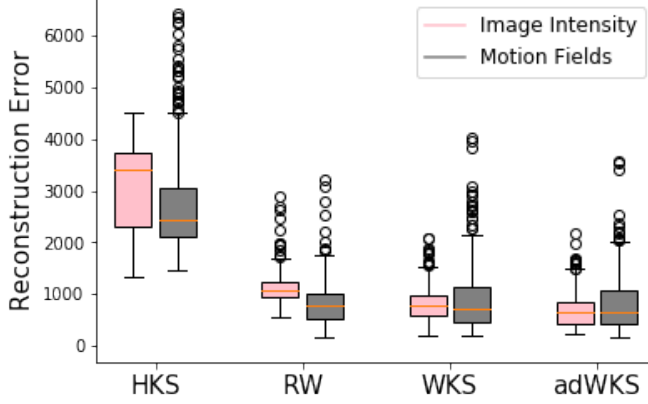 Image Intensity
Motion Fields
Reconstruction Error
6000
5000
4000
3000
2000
1000
0
HKS RW WKS adWKS